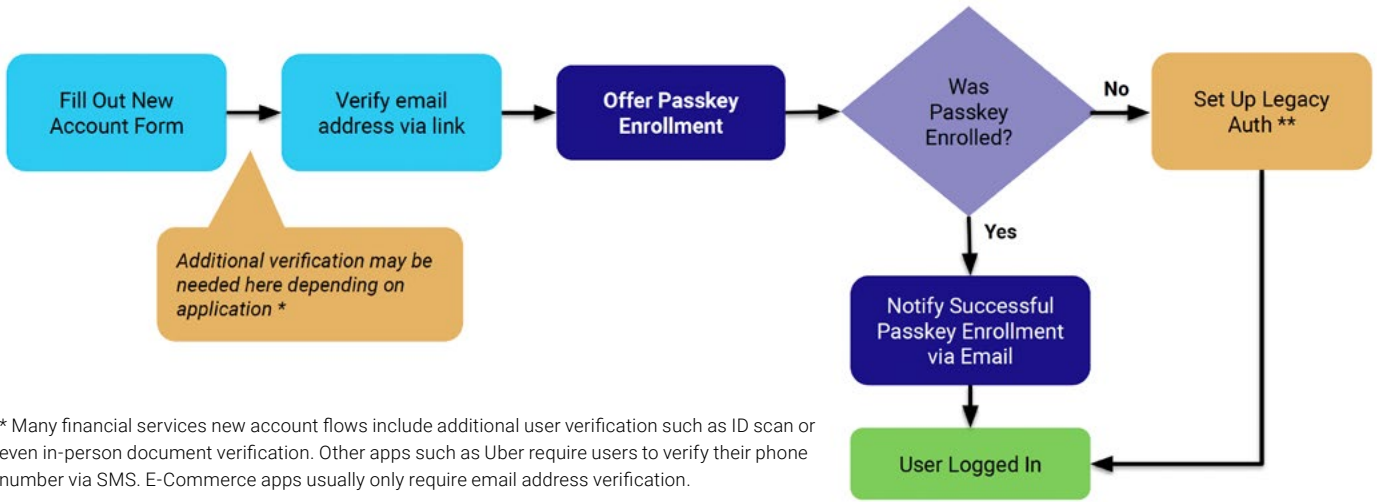 Fill Out New
Account Form
Verify email
address via link
Offer Passkey
Enrollment
Was
Passkey
Enrolled?
No
Set Up Legacy
Auth **
Additional verification may be
needed here depending on
application *
Yes
Notify Successful
Passkey Enrollment
via Email
User Logged In
* Many financial services new account flows include additional user verification such as ID scan or
even in-person document verification. Other apps such as Uber require users to verify their phone
number via SMS. E-Commerce apps usually only require email address verification.